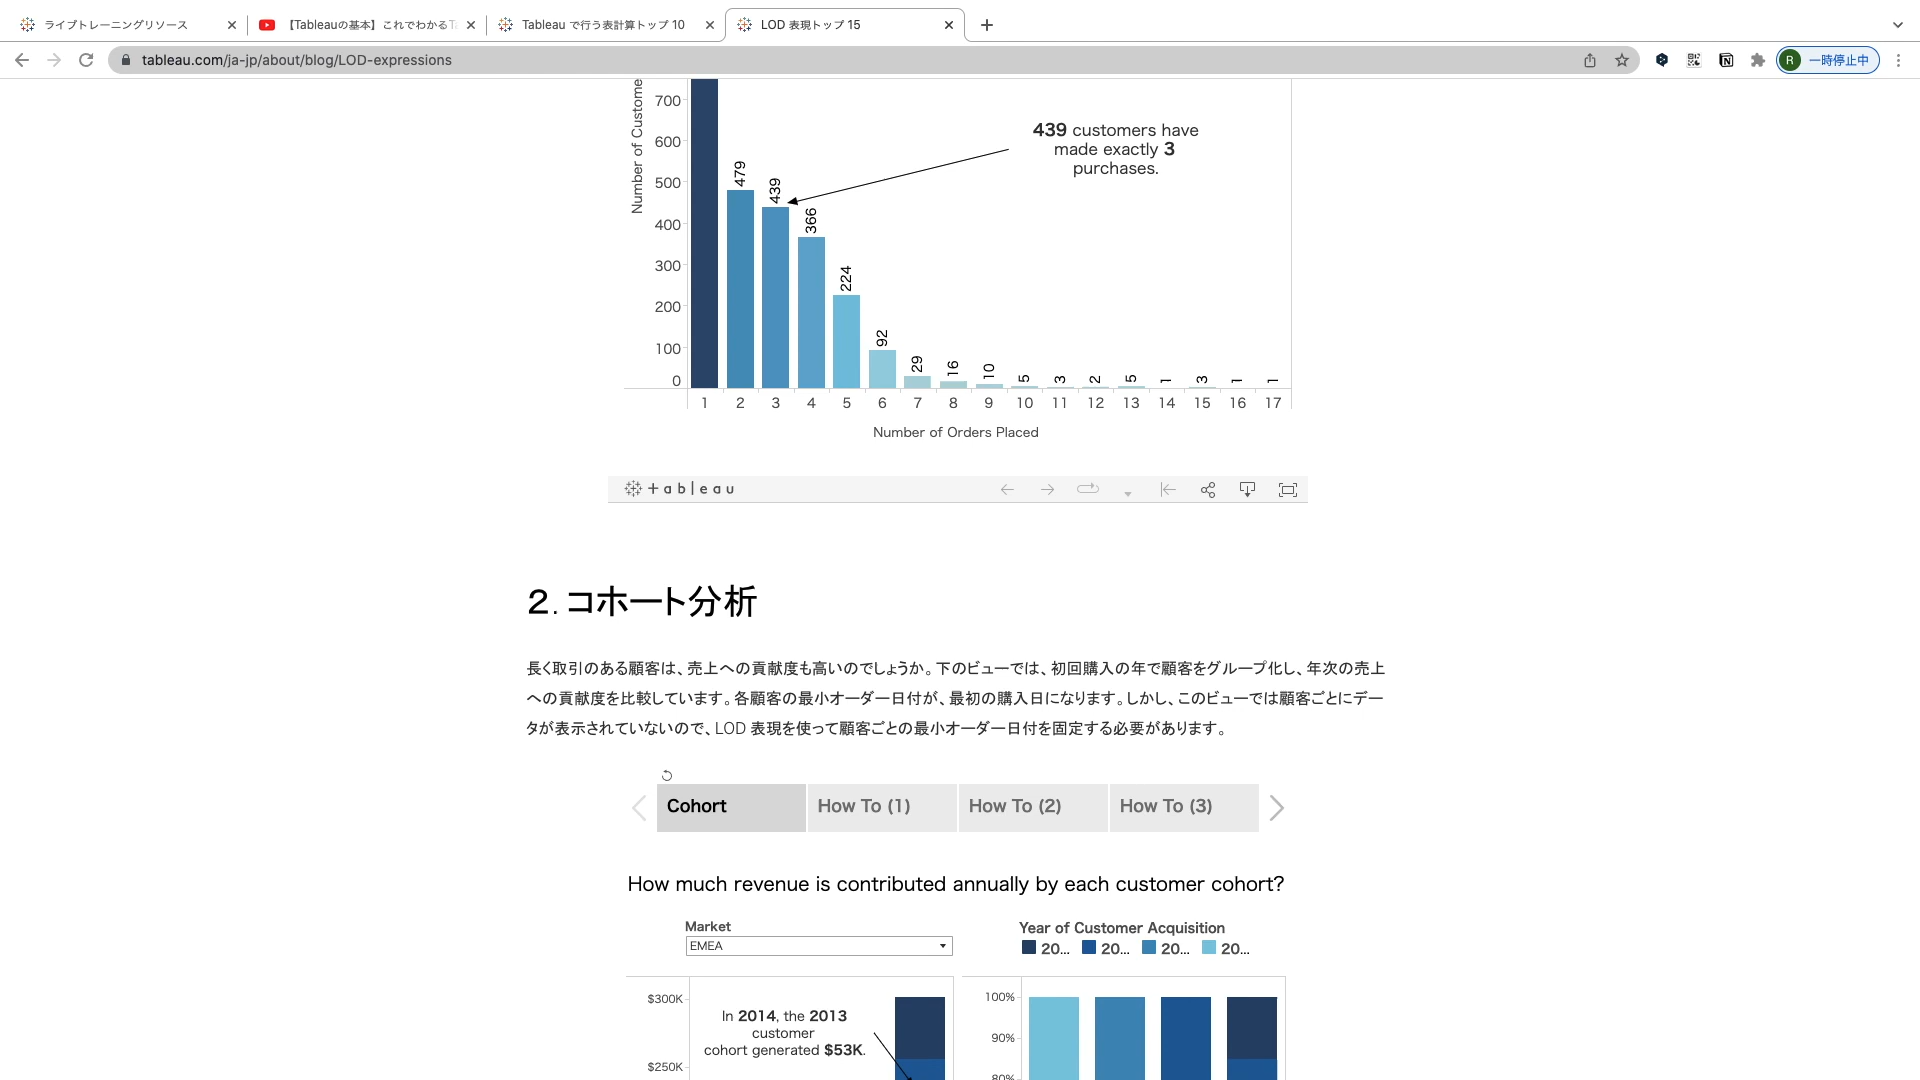 ライブトレーニングリソース
【Tableauの基本】これでわかるTa
Tableau で行う表計算トップ 10
LOD 表現トップ 15
tableau.com/ja-jp/about/blog/LOD-expressions
R 一時停止中
Number of Custome
700
600
500
400
300
200
100
0
439 customers have
made exactly 3
purchases.
479
439
366
224
92
29
16
10
5
3
2
5
1
3
1
1
1 2 3 4 5 6 7 8 9 10 11 12 13 14 15 16 17
Number of Orders Placed
+ableau
2. コホート分析
長く取引のある顧客は、売上への貢献度も高いのでしょうか。下のビューでは、初回購入の年で顧客をグループ化し、年次の売上
への貢献度を比較しています。各顧客の最小オーダー日付が、最初の購入日になります。しかし、このビューでは顧客ごとにデー
タが表示されていないので、LOD 表現を使って顧客ごとの最小オーダー日付を固定する必要があります。
Cohort
How To (1)
How To (2)
How To (3)
How much revenue is contributed annually by each customer cohort?
Market
EMEA
Year of Customer Acquisition
20... 20... 20... 20...
$300K
$250K
In 2014, the 2013
customer
cohort generated $53K.
100%
90%
80%